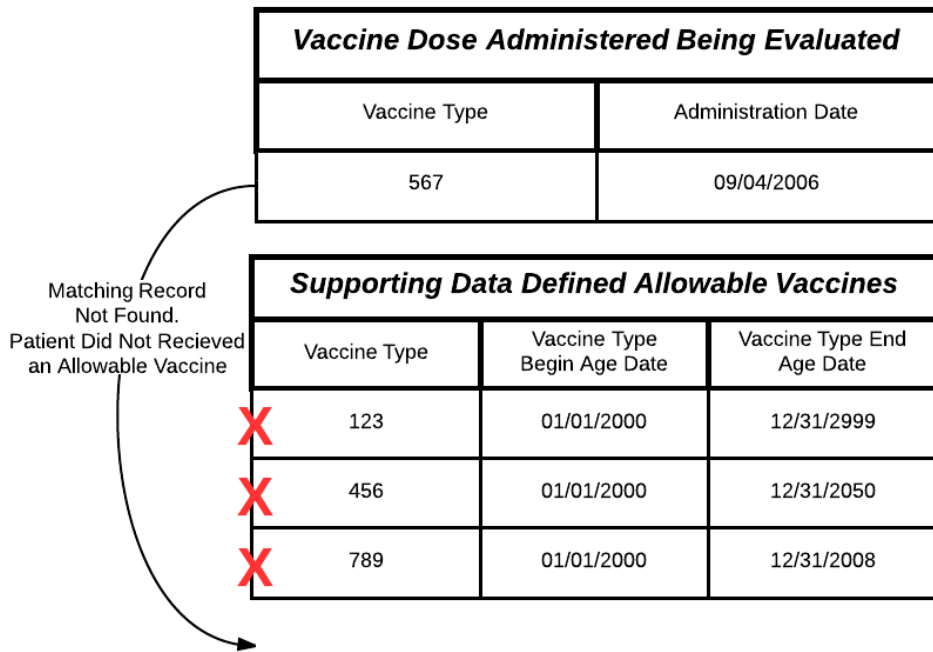 Vaccine Dose Administered Being Evaluated
Vaccine Type
Administration Date
567
09/04/2006
Matching Record
Not Found.
Patient Did Not Recieved
an Allowable Vaccine
Supporting Data Defined Allowable Vaccines
Vaccine Type
Vaccine Type
Begin Age Date
Vaccine Type End
Age Date
X
123
01/01/2000
12/31/2999
X
456
01/01/2000
12/31/2050
X
789
01/01/2000
12/31/2008